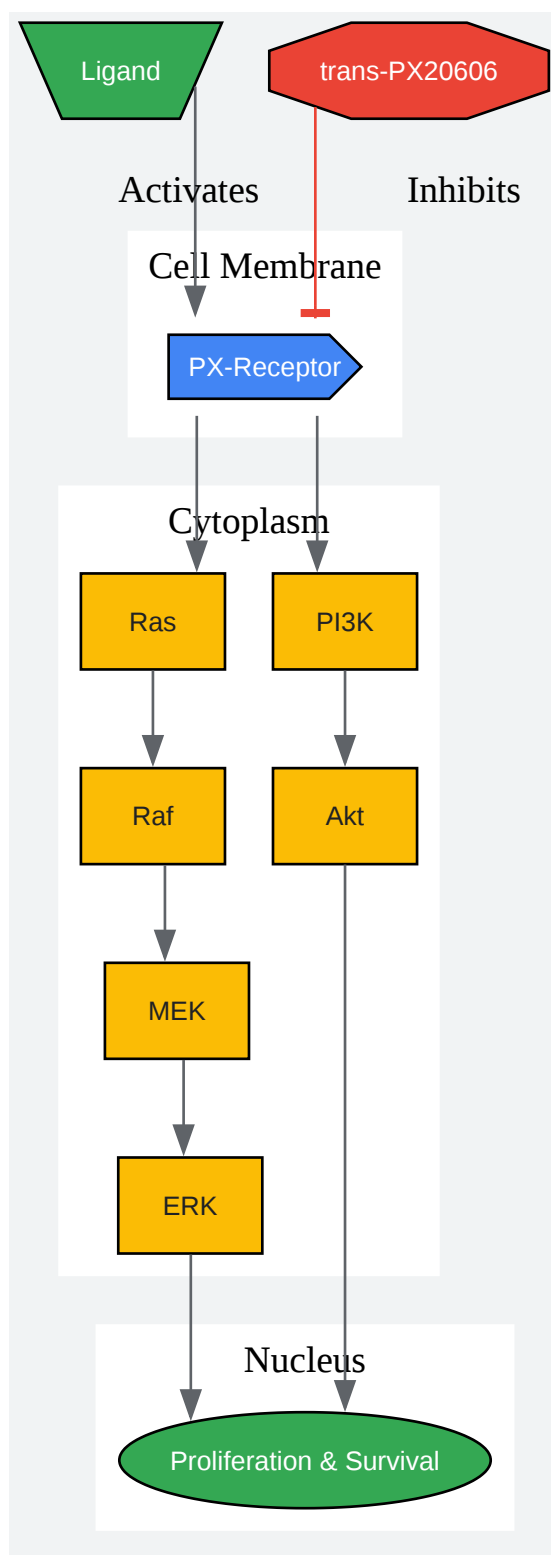 Ligand
trans-PX20606
Activates
Inhibits
Cell Membrane
PX-Receptor
Cytoplasm
Ras
PI3K
Raf
Akt
MEK
ERK
Nucleus
Proliferation & Survival